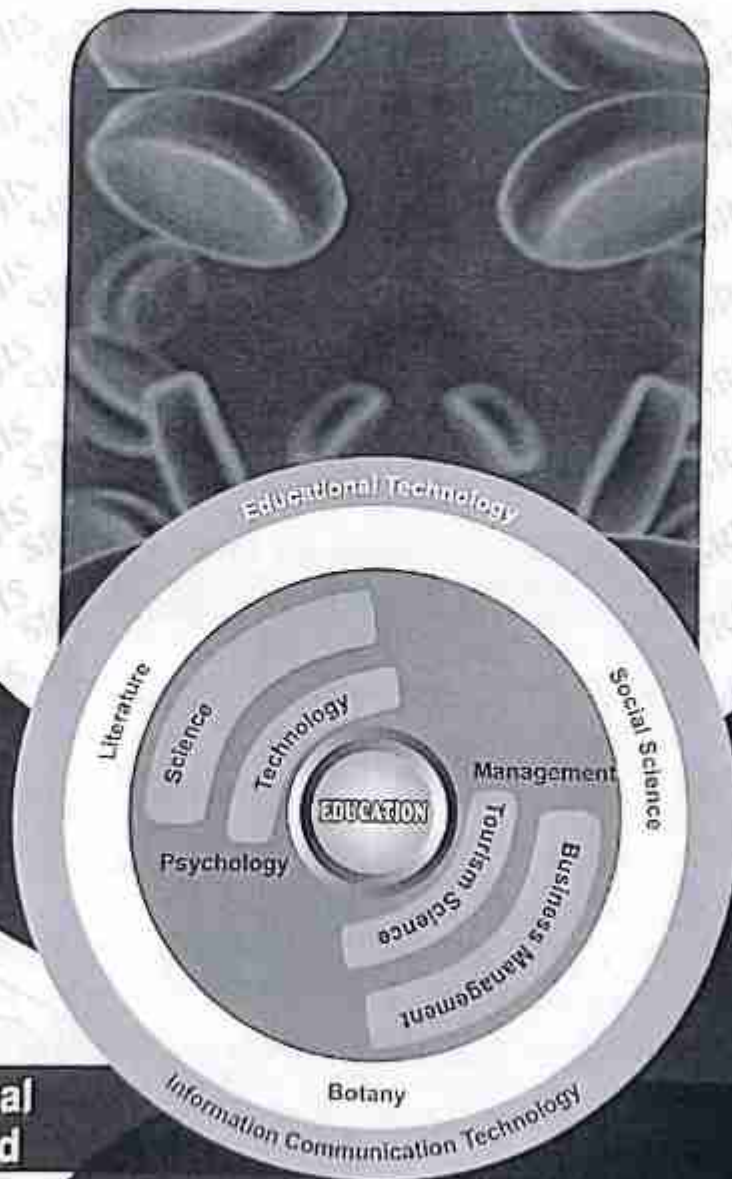 Educational Technology
Literature
Social Science
Science
Technology
Management
EDUCATION
Psychology
Tourism Science
Business Management
Botany
Information Communication Technology
al
d